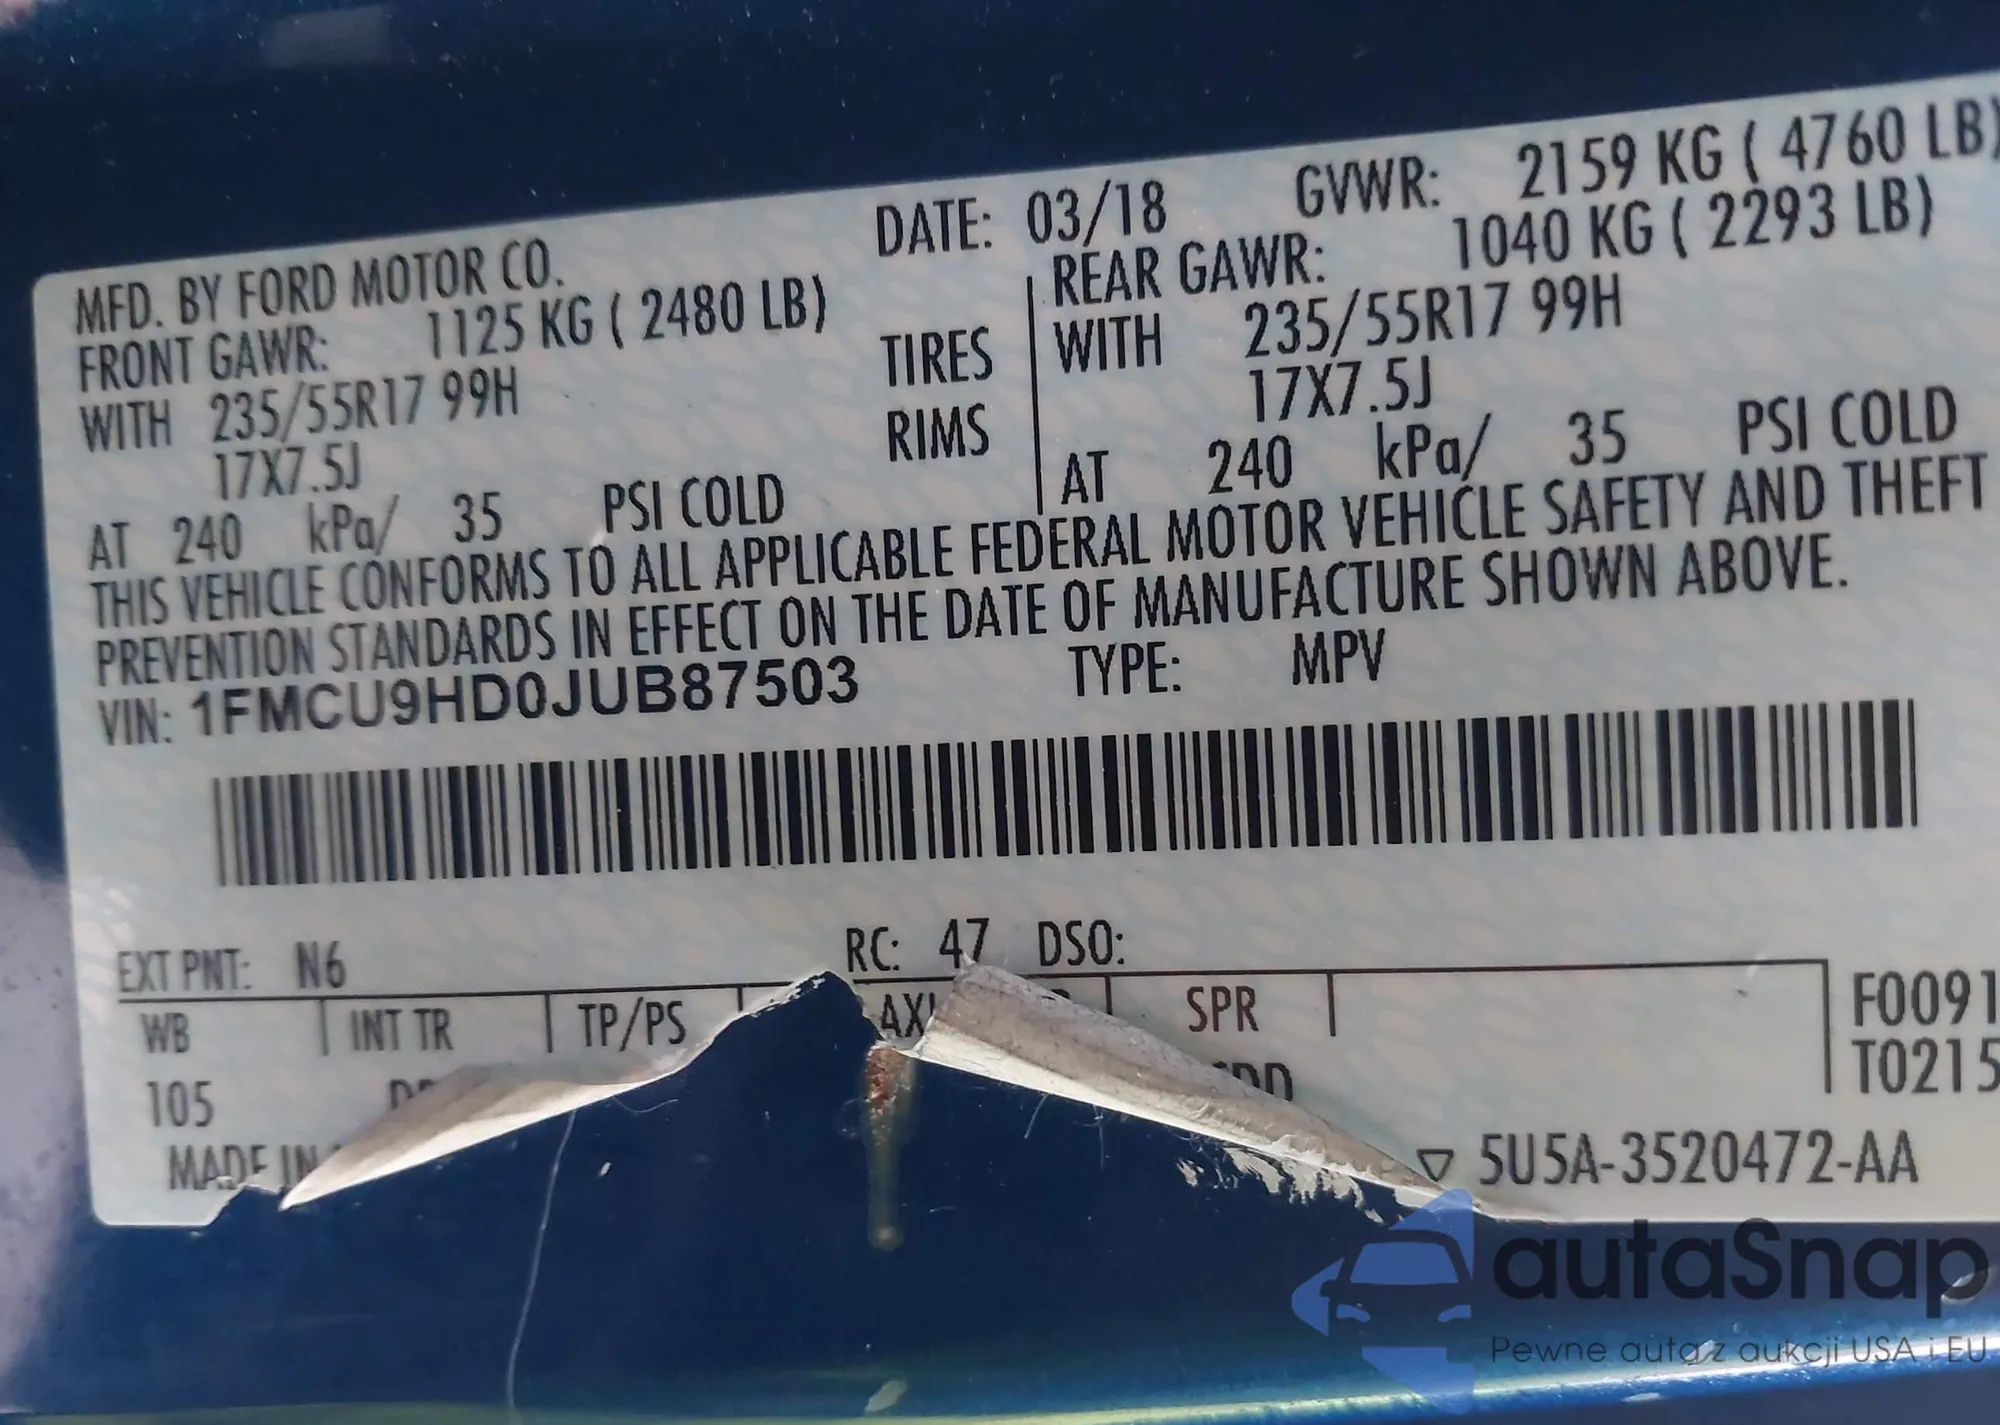 MFD. BY FORD MOTOR CO. DATE: 03/18 GVWR: 2159 KG ( 4760 LB)
FRONT GAWR: 1125 KG ( 2480 LB) REAR GAWR: 1040 KG ( 2293 LB)
WITH 235/55R17 99H TIRES WITH 235/55R17 99H
17X7.5J RIMS 17X7.5J
AT 240 kPa/ 35 PSI COLD AT 240 kPa/ 35 PSI COLD
THIS VEHICLE CONFORMS TO ALL APPLICABLE FEDERAL MOTOR VEHICLE SAFETY AND THEFT
PREVENTION STANDARDS IN EFFECT ON THE DATE OF MANUFACTURE SHOWN ABOVE.
VIN: 1FMCU9HD0JUB87503 TYPE: MPV
EXT PNT: N6 RC: 47 DSO:
WB INT TR TP/PS SPR F0091
105 T0215
MADE IN ▽ 5U5A-3520472-AA
autaSnap
Pewne auta z aukcji USA i EU